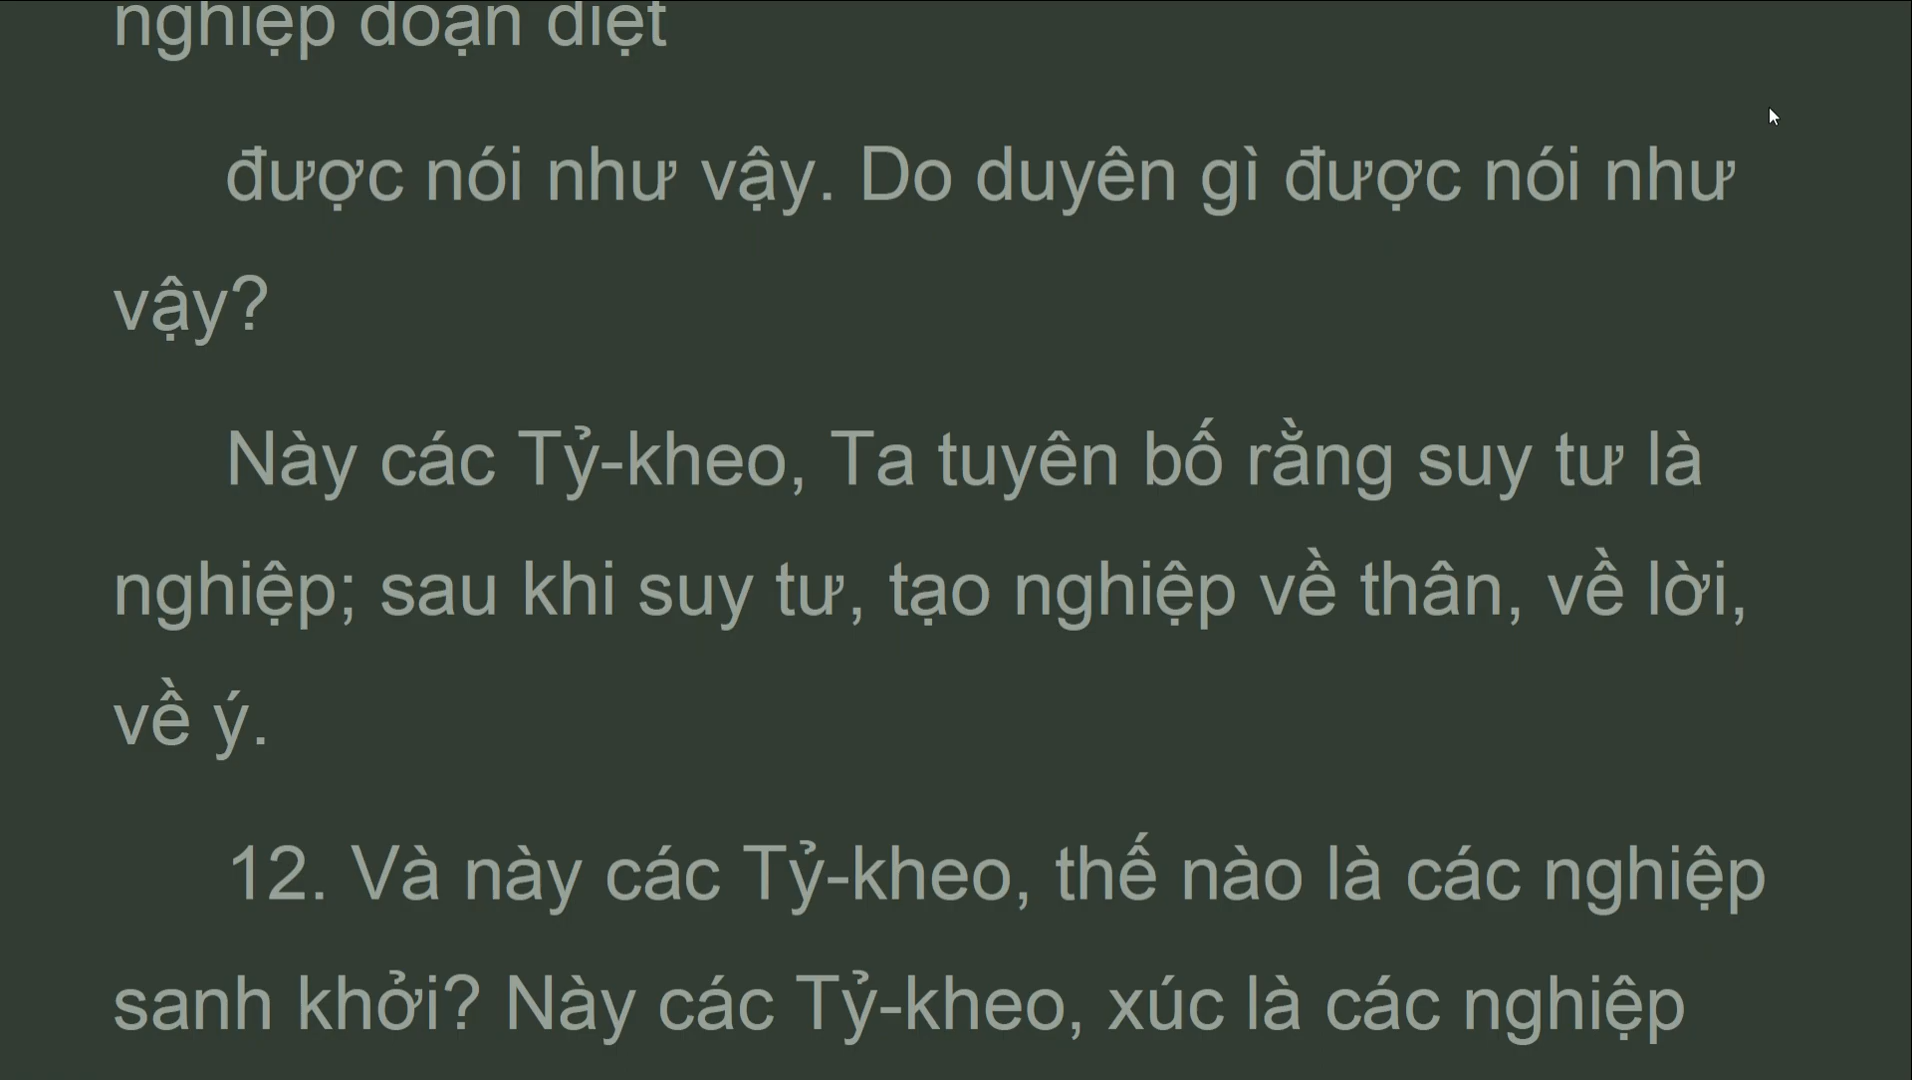 nghiệp đoạn diệt
được nói như vậy. Do duyên gì được nói như
vậy?
Này các Tỷ-kheo, Ta tuyên bố rằng suy tư là
nghiệp; sau khi suy tư, tạo nghiệp về thân, về lời,
về ý.
12. Và này các Tỷ-kheo, thế nào là các nghiệp
sanh khởi? Này các Tỷ-kheo, xúc là các nghiệp